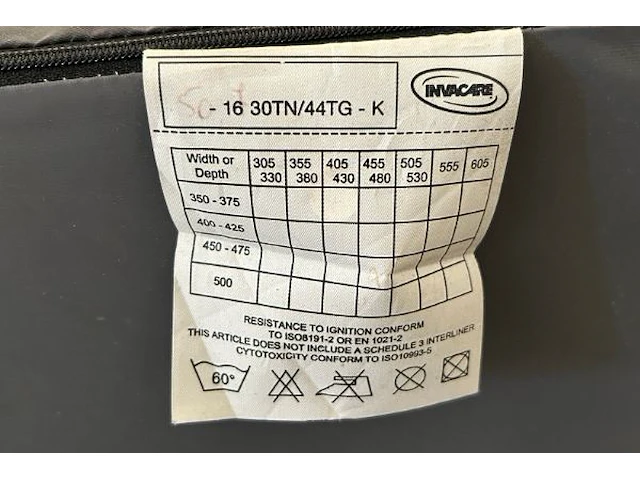 - 16 30TN/44TG - K
INVACARE
Width or Depth 305 330 355 380 405 430 455 480 505 530 555 605
350 - 375
400 - 425
450 - 475
500
RESISTANCE TO IGNITION CONFORM
TO ISO8191-2 OR EN 1021-2
THIS ARTICLE DOES NOT INCLUDE A SCHEDULE 3 INTERLINER
CYTOTOXICITY CONFORM TO ISO10993-5
60°